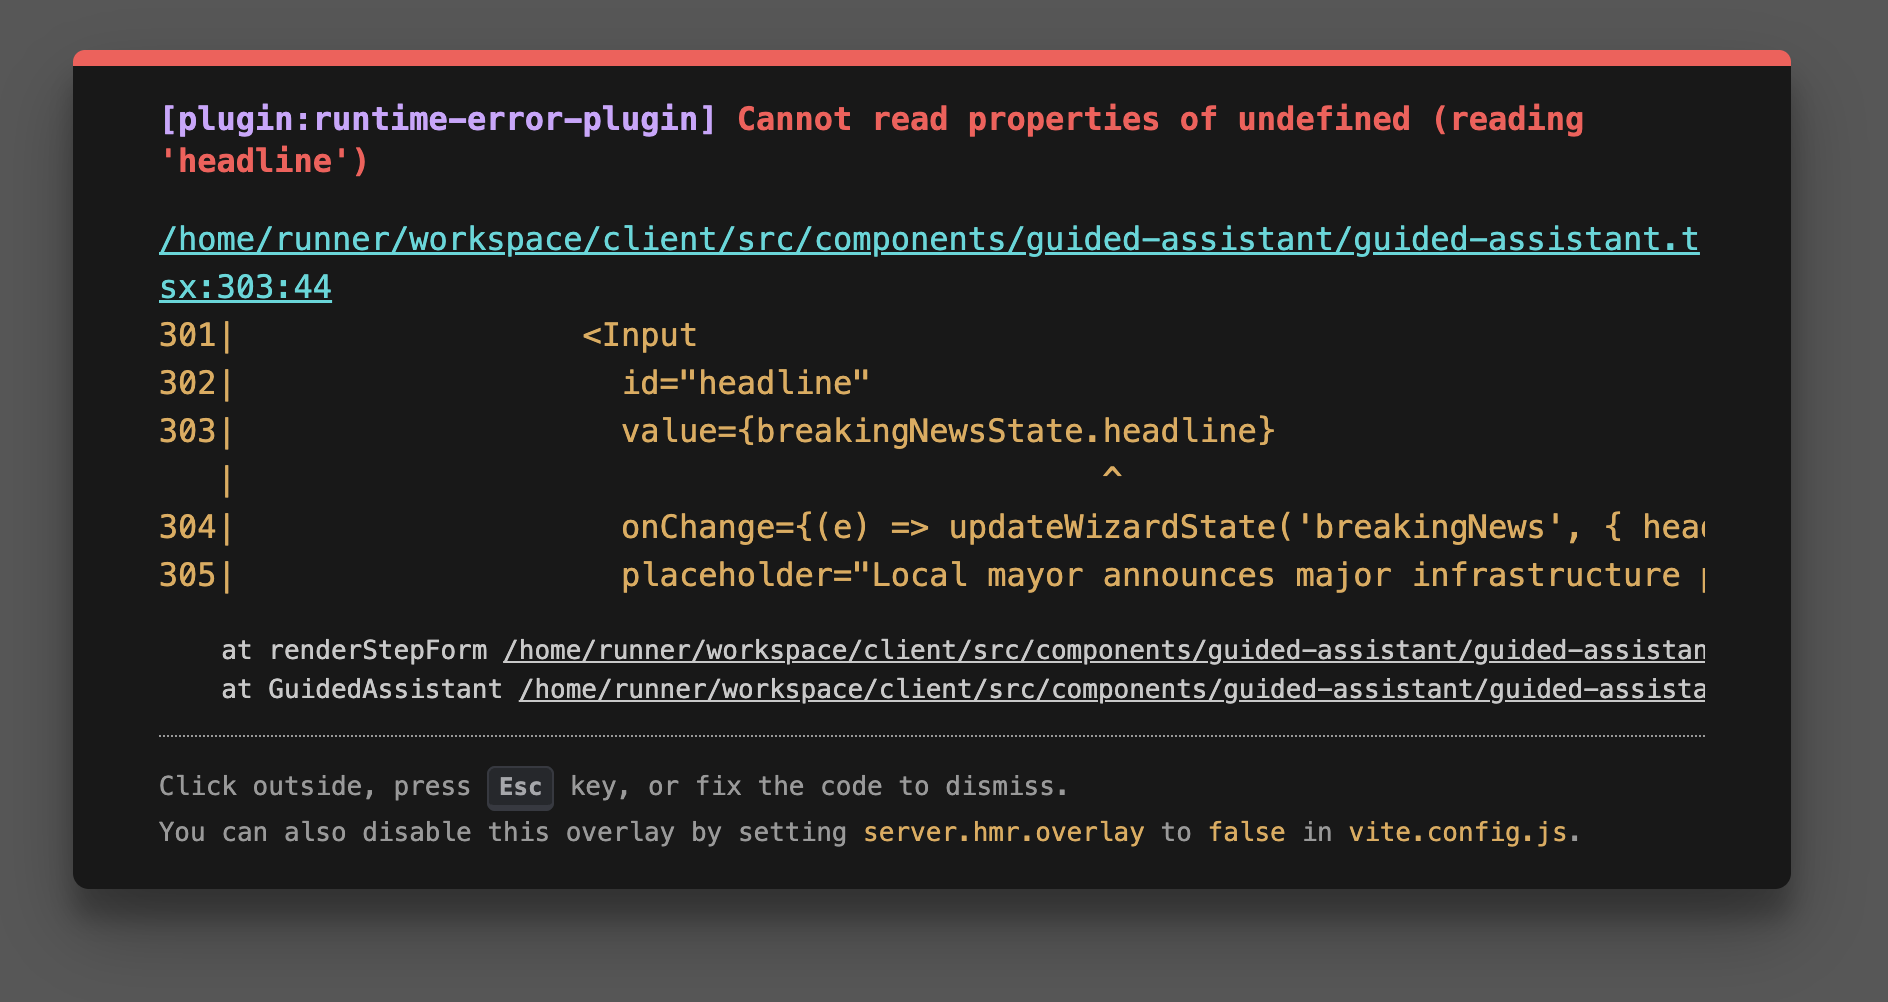 [plugin:runtime-error-plugin] Cannot read properties of undefined (reading
'headline')
/home/runner/workspace/client/src/components/guided-assistant/guided-assistant.t
sx:303:44
301|                  <Input
302|                    id="headline"
303|                    value={breakingNewsState.headline}
   |                                             ^
304|                    onChange={(e) => updateWizardState('breakingNews', { head
305|                    placeholder="Local mayor announces major infrastructure p
at renderStepForm /home/runner/workspace/client/src/components/guided-assistant/guided-assistan
at GuidedAssistant /home/runner/workspace/client/src/components/guided-assistant/guided-assista
Click outside, press Esc key, or fix the code to dismiss.
You can also disable this overlay by setting server.hmr.overlay to false in vite.config.js.